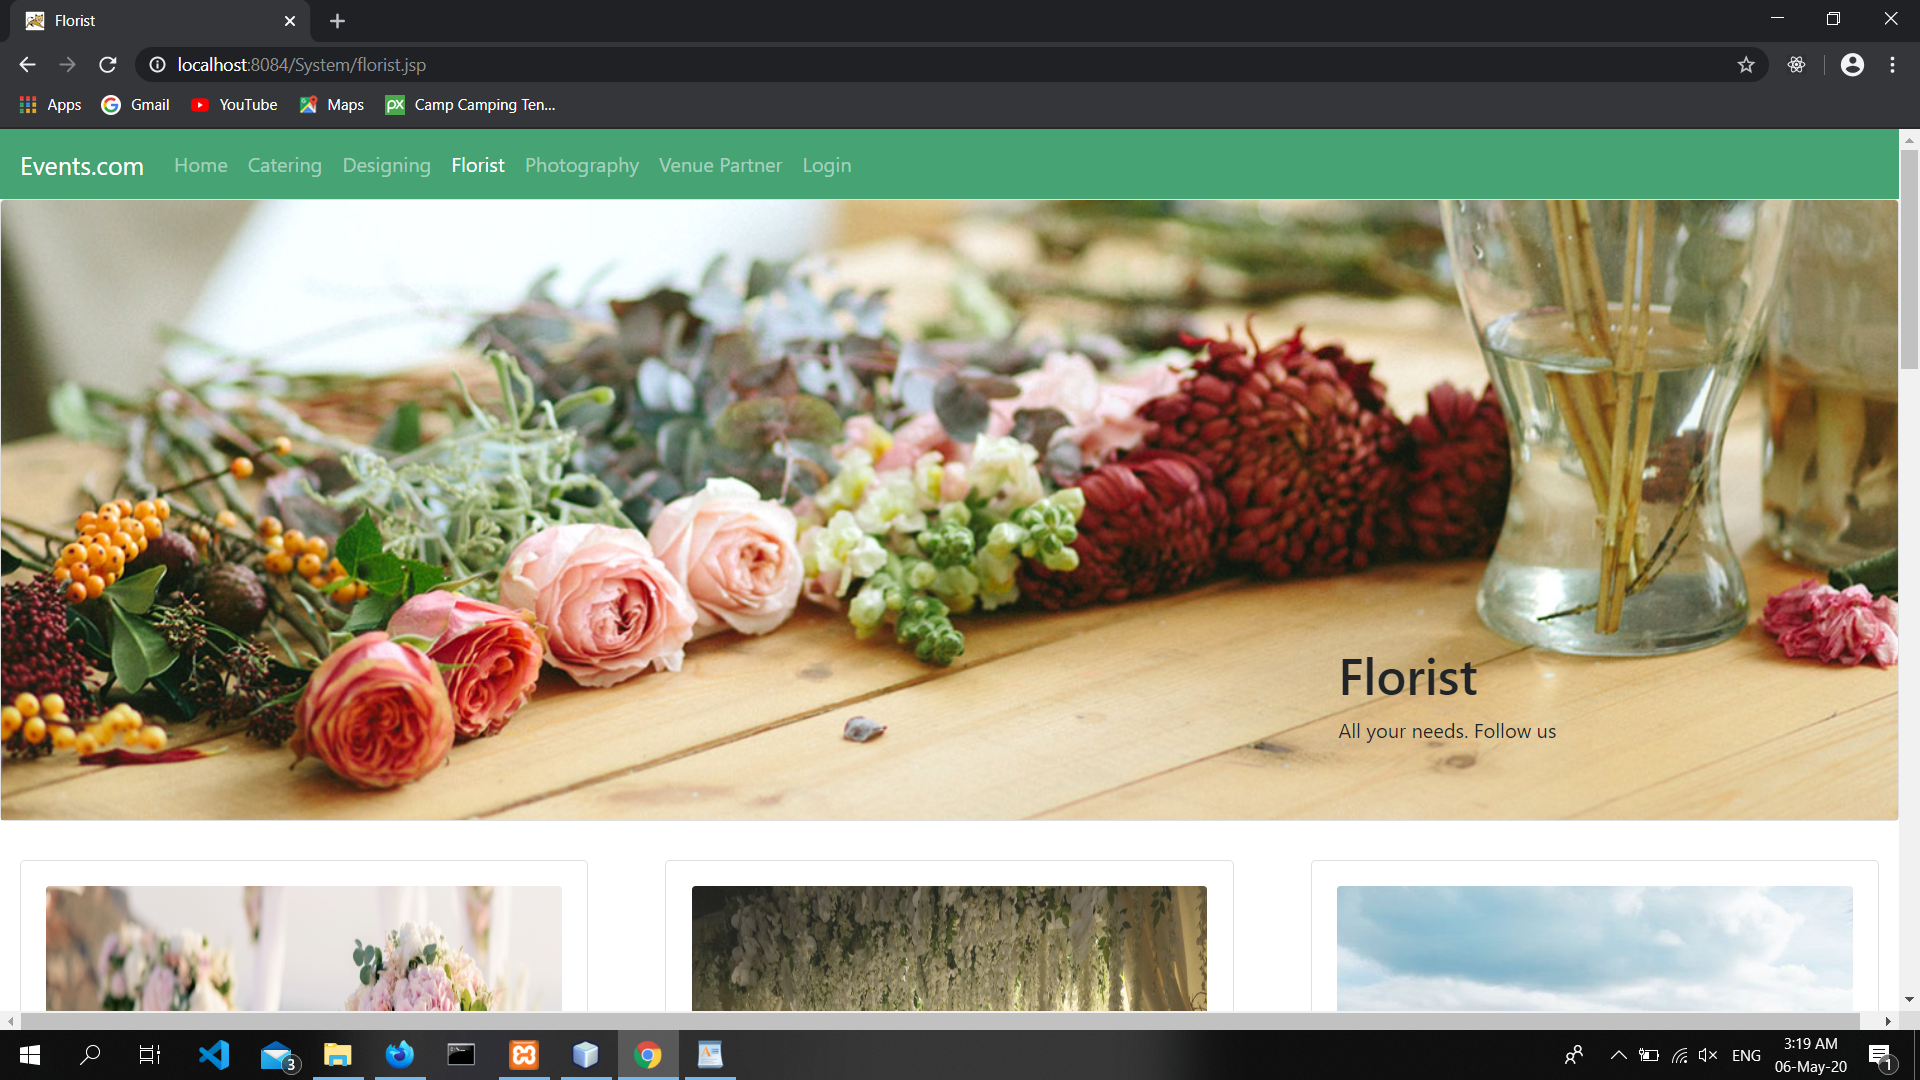 Florist
localhost:8084/System/florist.jsp
Apps Gmail YouTube Maps px Camp Camping Ten...
Events.com Home Catering Designing Florist Photography Venue Partner Login
Florist
All your needs. Follow us
3 ENG 3:19 AM
06-May-20 1